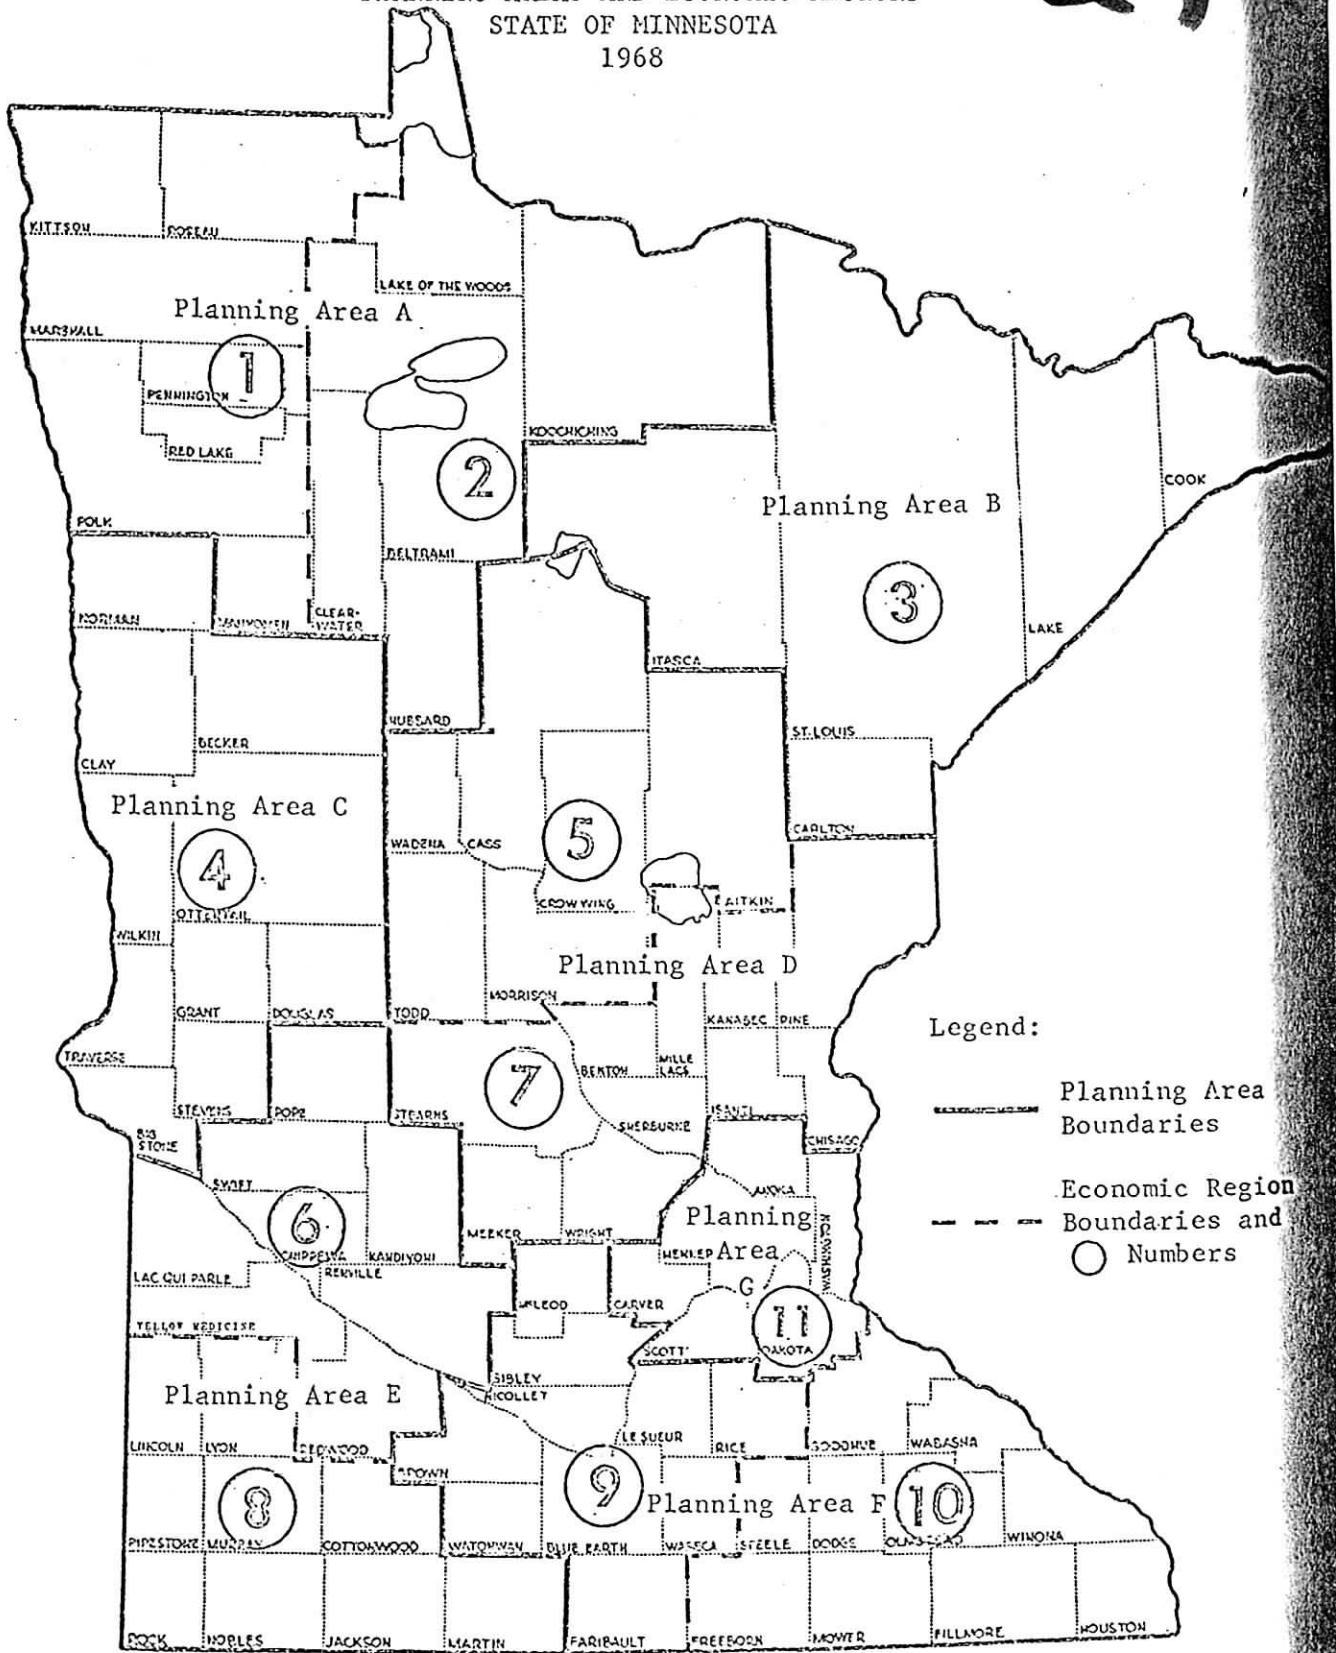 STATE OF MINNESOTA
1968
KITTSON
ROSEAU
LAKE OF THE WOODS
Planning Area A
MARSHALL
1
PENNINGTON
KOOCHICHING
RED LAKE
2
COOK
Planning Area B
POLK
BELTRAMI
3
NORMAN
MAHNOMEN
CLEAR-
WATER
LAKE
ITASCA
HUBBARD
ST. LOUIS
BECKER
CLAY
Planning Area C
CARLTON
WADENA
CASS
5
4
OTTERTAIL
CROW WING
AITKIN
WILKIN
Planning Area D
MORRISON
GRANT
DOUGLAS
TODD
KANABEC
PINE
Legend:
TRAVERSE
BENTON
MILLE
LACS
7
Planning Area
Boundaries
STEVENS
POPE
STEARNS
ISANTI
SHERBURNE
BIG
STONE
CHISAGO
SWIFT
Economic Region
Boundaries and
Numbers
6
ANOKA
Planning
Area
G
WASHINGTON
MEEKER
WRIGHT
HENNEP
CHIPPEWA
KANDIYOHI
LAC QUI PARLE
RENVILLE
MCLEOD
CARVER
11
YELLOW MEDICINE
SCOTT
DAKOTA
SIBLEY
Planning Area E
NICOLLET
LINCOLN
LYON
REDWOOD
LE SUEUR
RICE
GOODHUE
WABASHA
BROWN
8
9
Planning Area F
10
PIPESTONE
MURRAY
COTTONWOOD
WATONWAN
BLUE EARTH
WASECA
STEELE
DODGE
OLMSTEAD
WINONA
ROCK
NOBLES
JACKSON
MARTIN
FARIBAULT
FREEBORN
MOWER
FILLMORE
HOUSTON